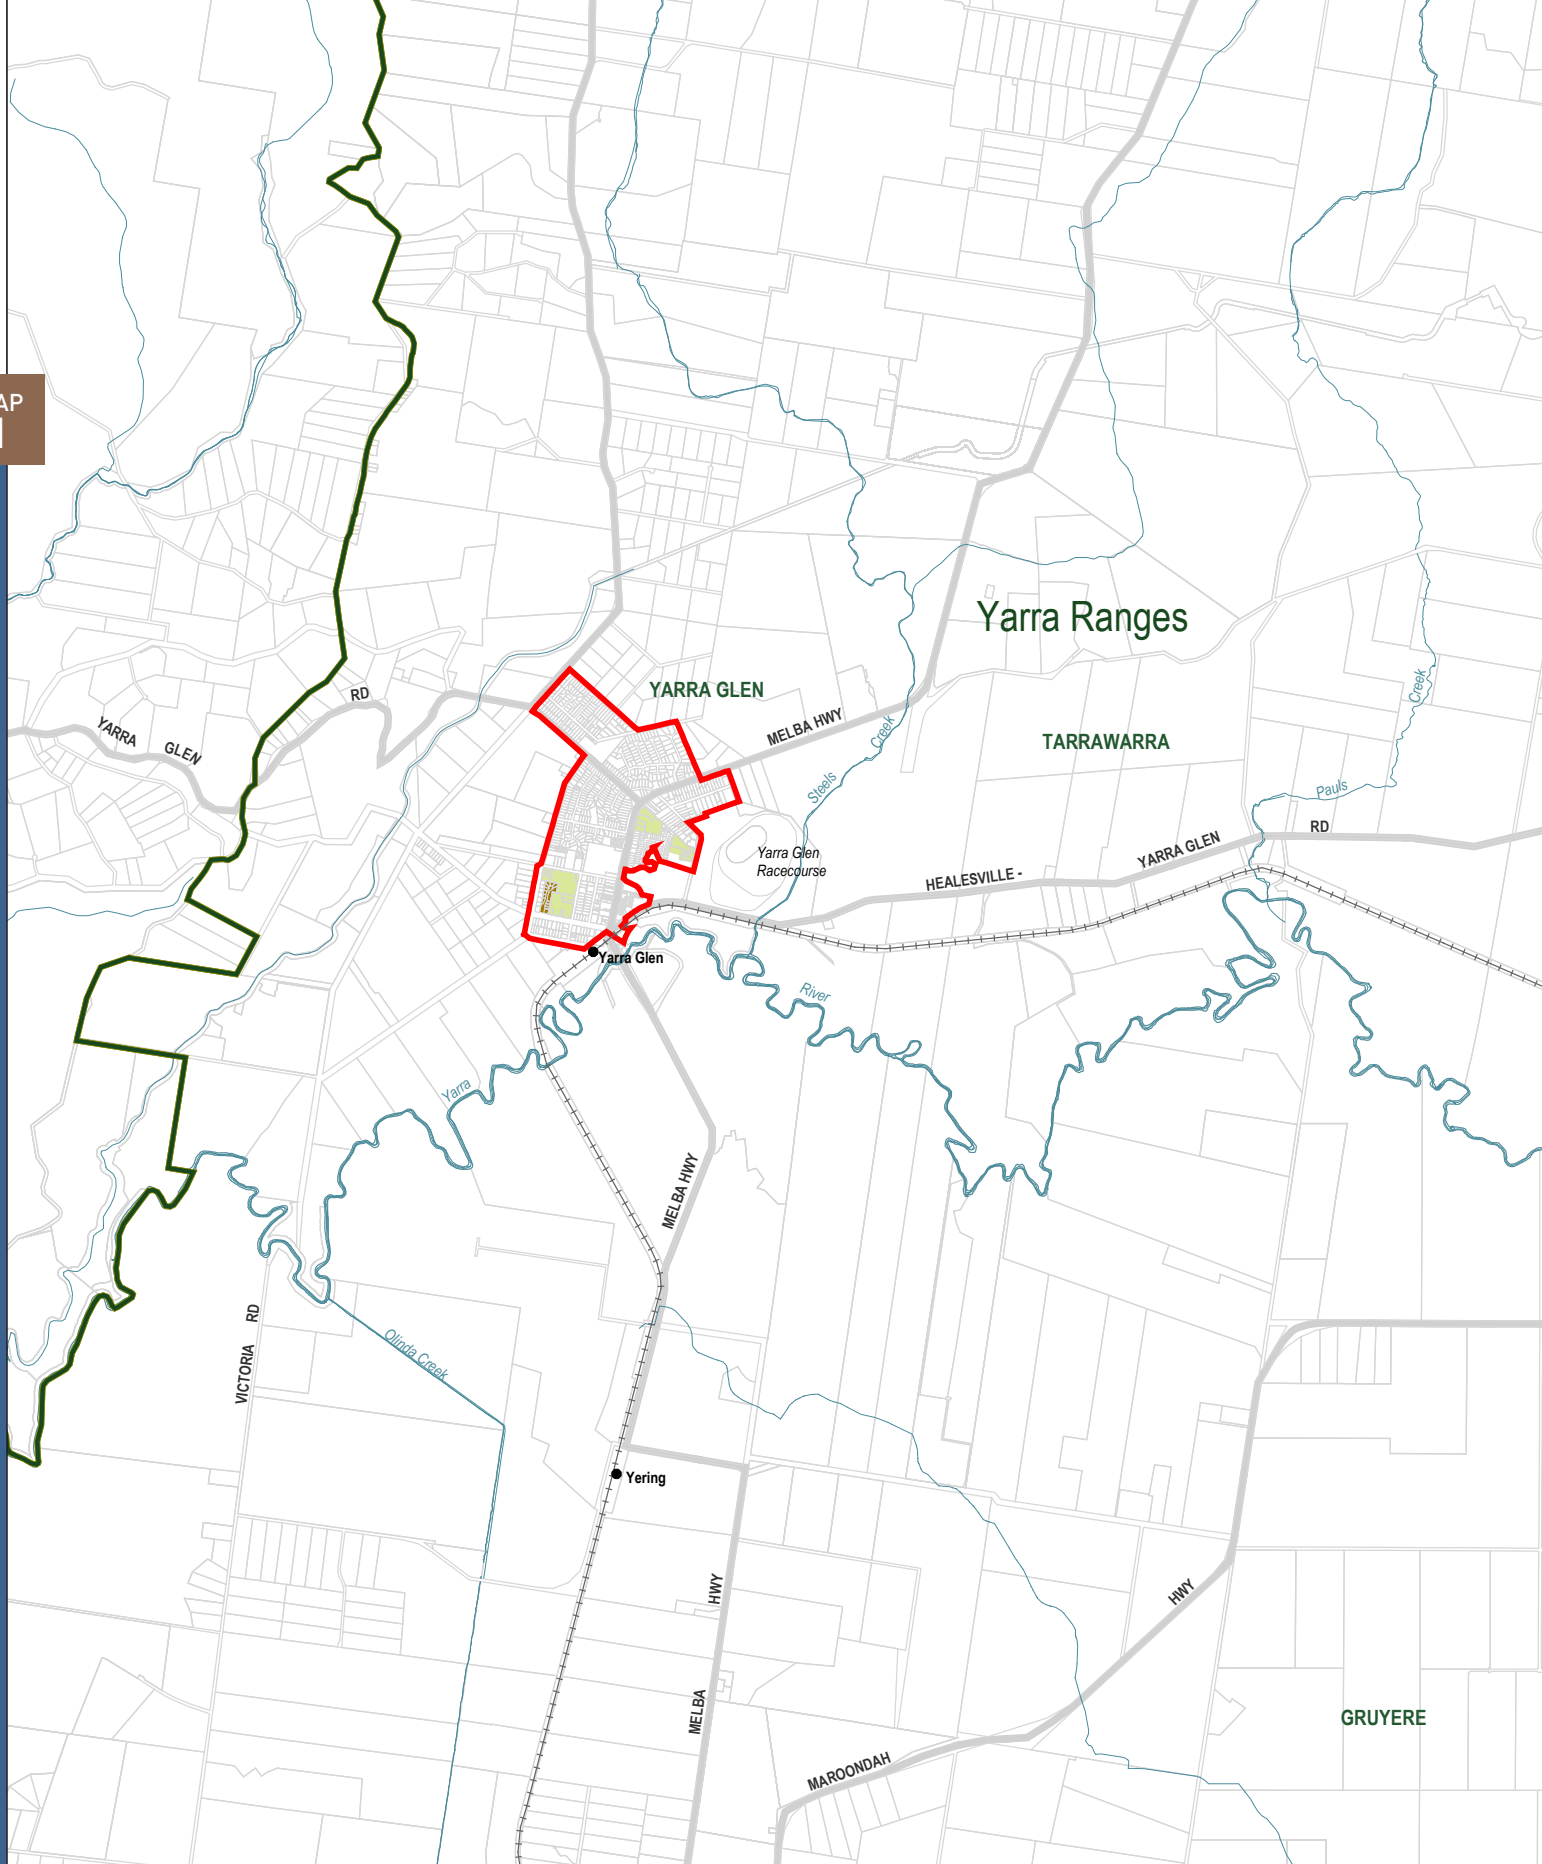 AP
Yarra Ranges
YARRA GLEN
RD
Creek
YARRA
GLEN
MELBA HWY
Creek
TARRAWARRA
Steels
Pauls
RD
YARRA GLEN
Yarra Glen
Racecourse
HEALESVILLE -
Yarra Glen
River
Yarra
MELBA HWY
RD
VICTORIA
Olinda Creek
Yering
HWY
HWY
MELBA
GRUYERE
MAROONDAH